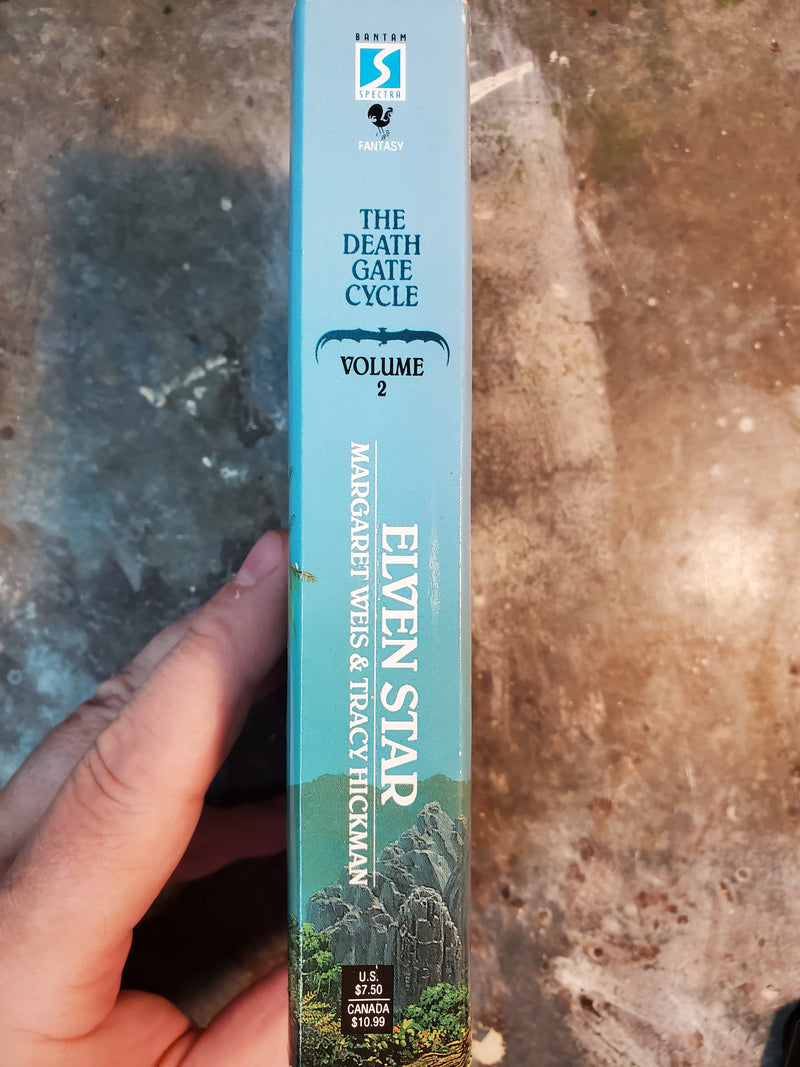 BANTAM
SPECTRA
FANTASY
THE
DEATH
GATE
CYCLE
VOLUME
2
ELVEN STAR
MARGARET WEIS & TRACY HICKMAN
U.S.
$7.50
CANADA
$10.99